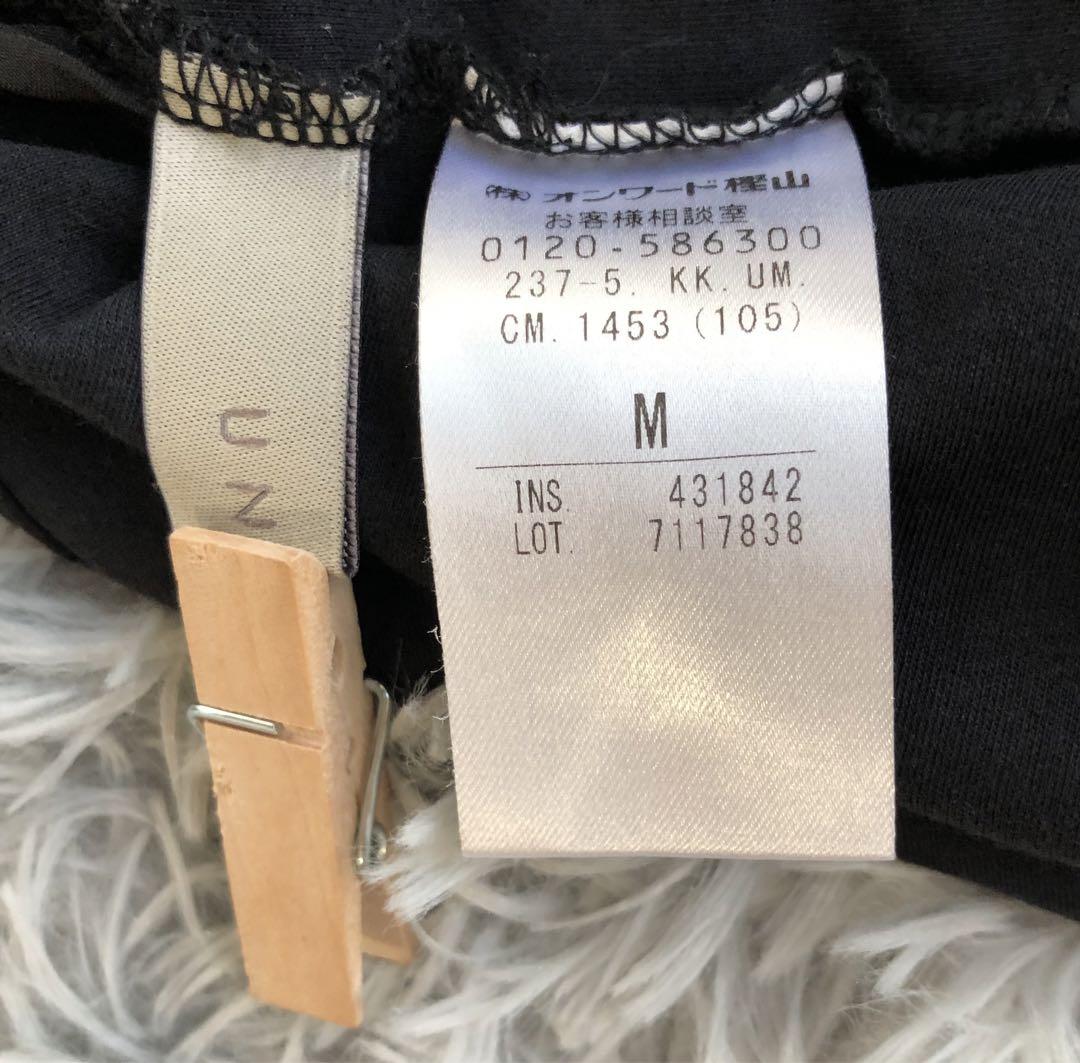 UN
㈱オンワード樫山
お客様相談室
0120-586300
237-5. KK. UM.
CM. 1453 (105)
M
INS. 431842
LOT. 7117838